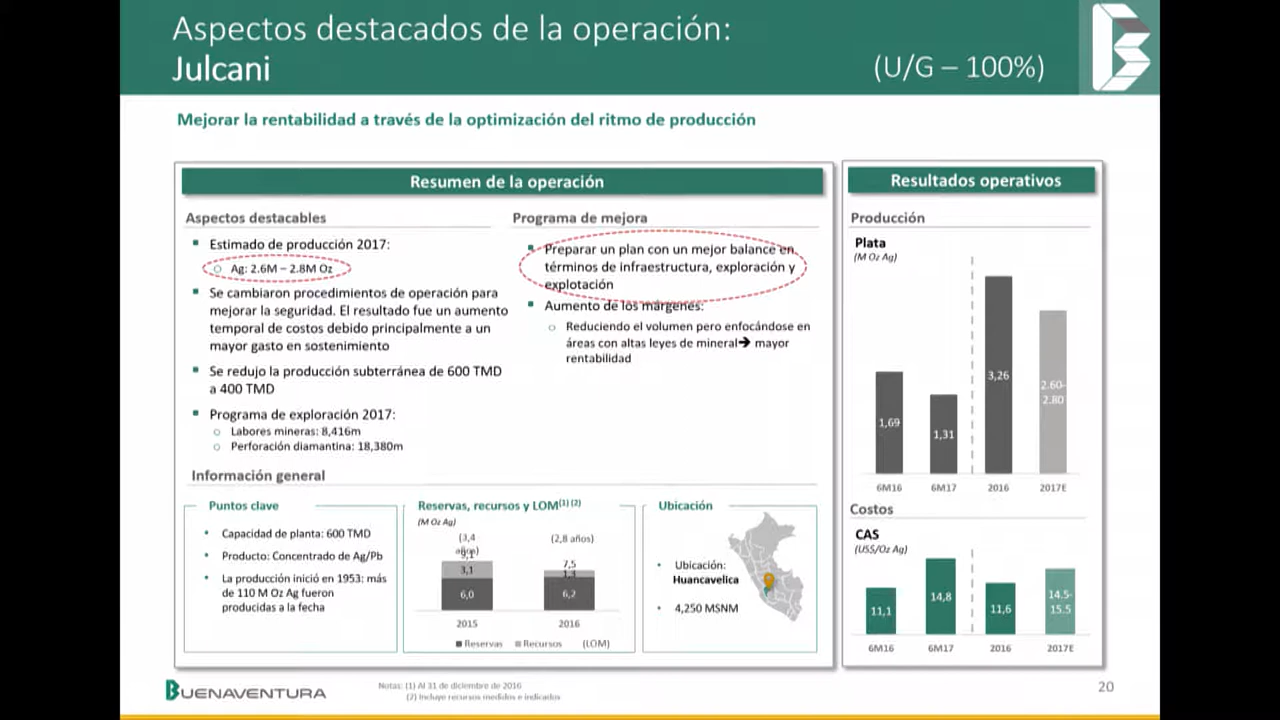 Aspectos destacados de la operación:
Julcani
(U/G – 100%)
Mejorar la rentabilidad a través de la optimización del ritmo de producción
Resumen de la operación
Aspectos destacables
Estimado de producción 2017:
Ag: 2.6M – 2.8M Oz
Se cambiaron procedimientos de operación para
mejorar la seguridad. El resultado fue un aumento
temporal de costos debido principalmente a un
mayor gasto en sostenimiento
Se redujo la producción subterránea de 600 TMD
a 400 TMD
Programa de exploración 2017:
Labores mineras: 8,416m
Perforación diamantina: 18,380m
Programa de mejora
Preparar un plan con un mejor balance en
términos de infraestructura, exploración y
explotación
Aumento de los márgenes:
Reduciendo el volumen pero enfocándose en
áreas con altas leyes de mineral➔ mayor
rentabilidad
Información general
Puntos clave
Capacidad de planta: 600 TMD
Producto: Concentrado de Ag/Pb
La producción inició en 1953: más
de 110 M Oz Ag fueron
producidas a la fecha
Reservas, recursos y LOM(1) (2)
(M Oz Ag)
(3,4
años)
9,1
3,1
6,0
2015
(2,8 años)
7,5
1,3
6,2
2016
Reservas
Recursos
(LOM)
Ubicación
Ubicación:
Huancavelica
4,250 MSNM
Resultados operativos
Producción
Plata
(M Oz Ag)
1,69
1,31
3,26
2.60-
2.80
6M16
6M17
2016
2017E
Costos
CAS
(US$/Oz Ag)
11,1
14,8
11,6
14.5-
15.5
6M16
6M17
2016
2017E
BUENAVENTURA
Notas: (1) Al 31 de diciembre de 2016
(2) Incluye recursos medidos e indicados
20